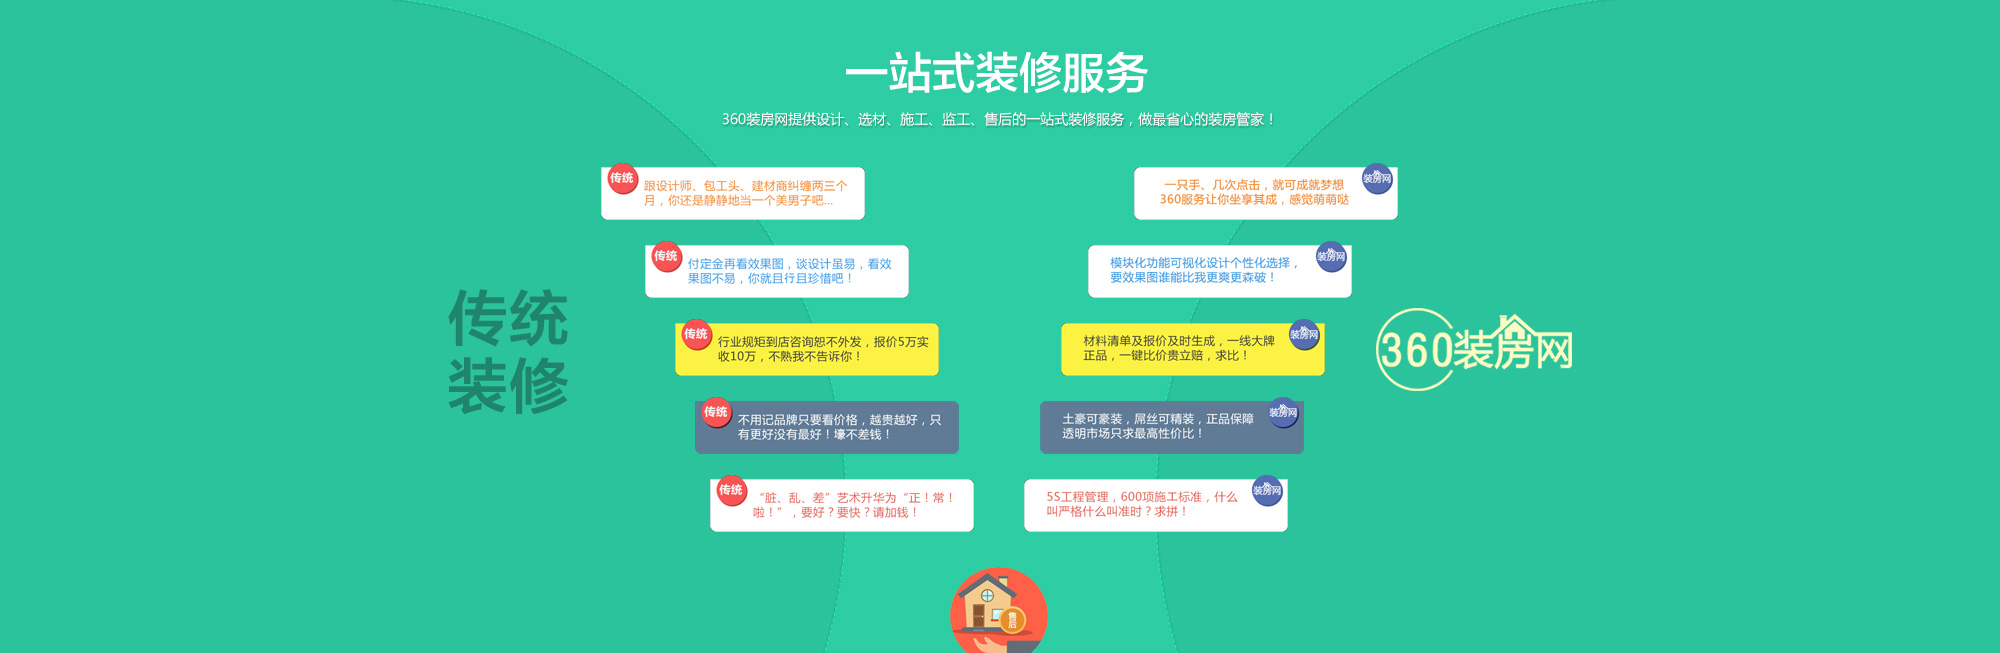 一站式装修服务
360装房网提供设计、选材、施工、监工、售后的一站式装修服务，做最省心的装房管家！
传统
跟设计师、包工头、建材商纠缠两三个
月，你还是静静地当一个美男子吧...
装房网
一只手、几次点击，就可成就梦想
360服务让你坐享其成，感觉萌萌哒
传统
付定金再看效果图，谈设计虽易，看效
果图不易，你就且行且珍惜吧！
装房网
模块化功能可视化设计个性化选择，
要效果图谁能比我更爽更森破！
传统
装修
传统
行业规矩到店咨询恕不外发，报价5万实
收10万，不熟我不告诉你！
装房网
材料清单及报价及时生成，一线大牌
正品，一键比价贵立赔，求比！
360装房网
传统
不用记品牌只要看价格，越贵越好，只
有更好没有最好！壕不差钱！
装房网
土豪可豪装，屌丝可精装，正品保障
透明市场只求最高性价比！
传统
“脏、乱、差”艺术升华为“正！常！
啦！”，要好？要快？请加钱！
装房网
5S工程管理，600项施工标准，什么
叫严格什么叫准时？求拼！
售
后